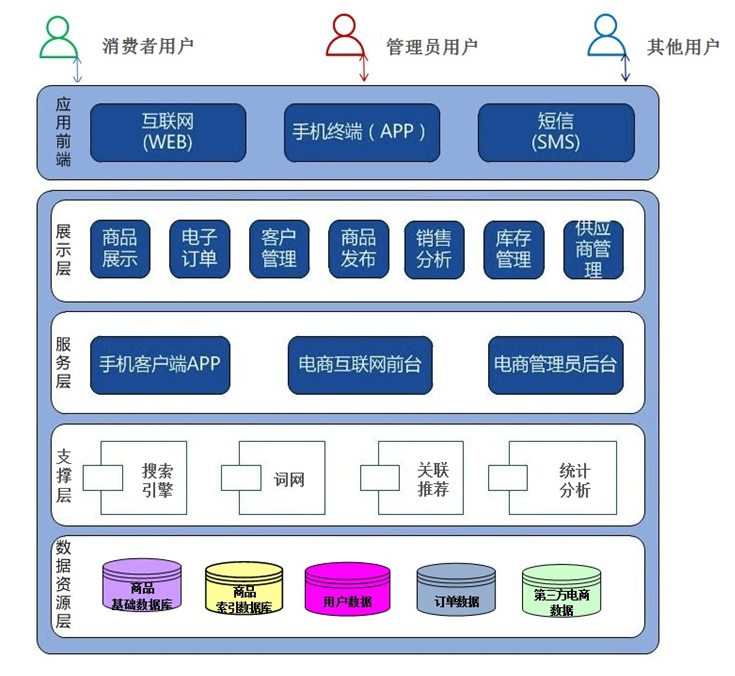 消费者用户
管理员用户
其他用户
应用前端
互联网
(WEB)
手机终端（APP）
短信
(SMS)
展示层
商品
展示
电子
订单
客户
管理
商品
发布
销售
分析
库存
管理
供应
商管
理
服务层
手机客户端APP
电商互联网前台
电商管理员后台
支撑层
搜索
引擎
词网
关联
推荐
统计
分析
数据资源层
商品
基础数据库
商品
索引数据库
用户数据
订单数据
第三方电商
数据